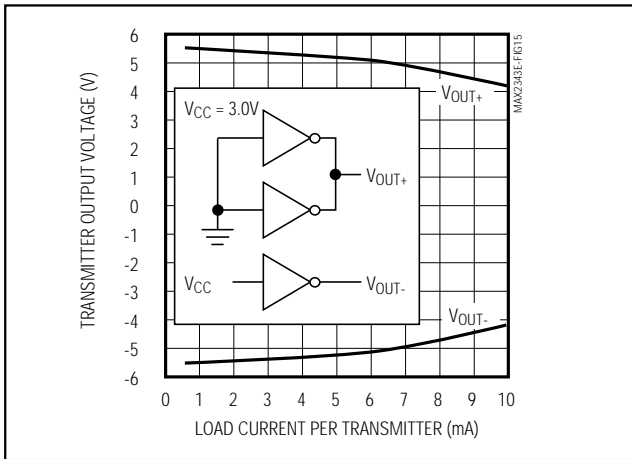 TRANSMITTER OUTPUT VOLTAGE (V)
6
5
4
3
2
1
0
-1
-2
-3
-4
-5
-6
MAX2343E-FIG15
VOUT+
VCC = 3.0V
VOUT+
VCC
VOUT-
VOUT-
0 1 2 3 4 5 6 7 8 9 10
LOAD CURRENT PER TRANSMITTER (mA)